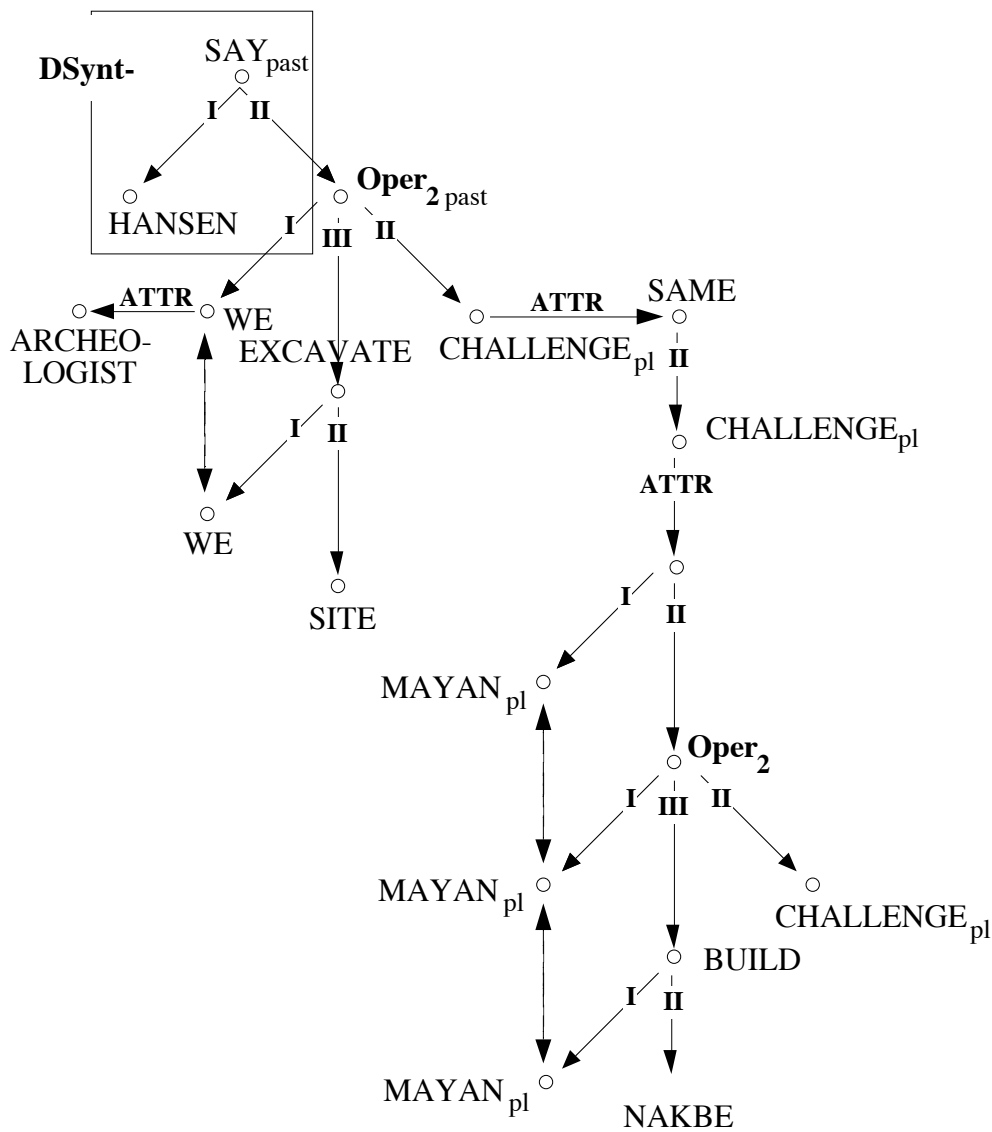 SAY past
DSynt-
I II
HANSEN
Oper 2 past
I III II
ATTR
WE
ARCHEO-
LOGIST
EXCAVATE
ATTR
SAME
CHALLENGE pl
II
I II
CHALLENGE pl
ATTR
WE
SITE
I II
MAYAN pl
Oper 2
I III II
MAYAN pl
CHALLENGE pl
BUILD
I II
MAYAN pl
NAKBE